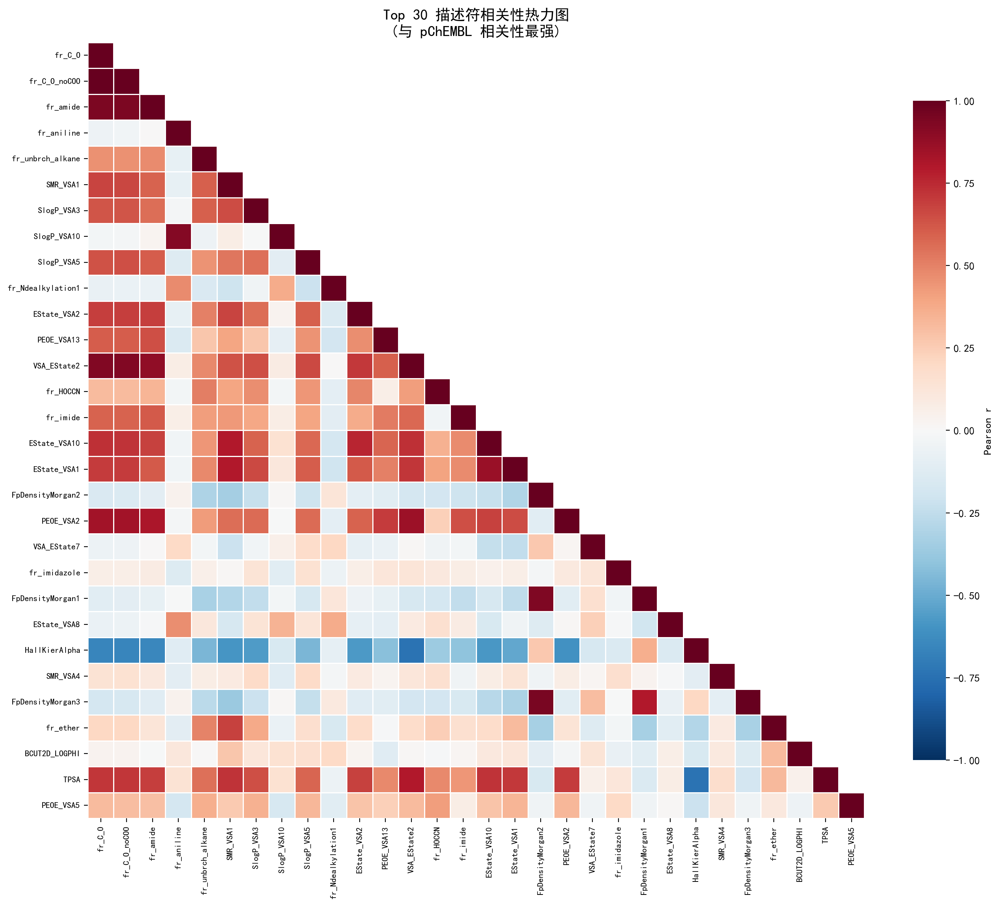 Top 30 描述符相关性热力图
(与 pChEMBL 相关性最强)
fr_C_O
fr_C_O_noCOO
fr_amide
fr_aniline
fr_unbrch_alkane
SMR_VSA1
SlogP_VSA3
SlogP_VSA10
SlogP_VSA5
fr_Ndealkylation1
EState_VSA2
PEOE_VSA13
VSA_EState2
fr_HOCCN
fr_imide
EState_VSA10
EState_VSA1
FpDensityMorgan2
PEOE_VSA2
VSA_EState7
fr_imidazole
FpDensityMorgan1
EState_VSA8
HallKierAlpha
SMR_VSA4
FpDensityMorgan3
fr_ether
BCUT2D_LOGPHI
TPSA
PEOE_VSA5
fr_C_O
fr_C_O_noCOO
fr_amide
fr_aniline
fr_unbrch_alkane
SMR_VSA1
SlogP_VSA3
SlogP_VSA10
SlogP_VSA5
fr_Ndealkylation1
EState_VSA2
PEOE_VSA13
VSA_EState2
fr_HOCCN
fr_imide
EState_VSA10
EState_VSA1
FpDensityMorgan2
PEOE_VSA2
VSA_EState7
fr_imidazole
FpDensityMorgan1
EState_VSA8
HallKierAlpha
SMR_VSA4
FpDensityMorgan3
fr_ether
BCUT2D_LOGPHI
TPSA
PEOE_VSA5
1.00
0.75
0.50
0.25
0.00
−0.25
−0.50
−0.75
−1.00
Pearson r